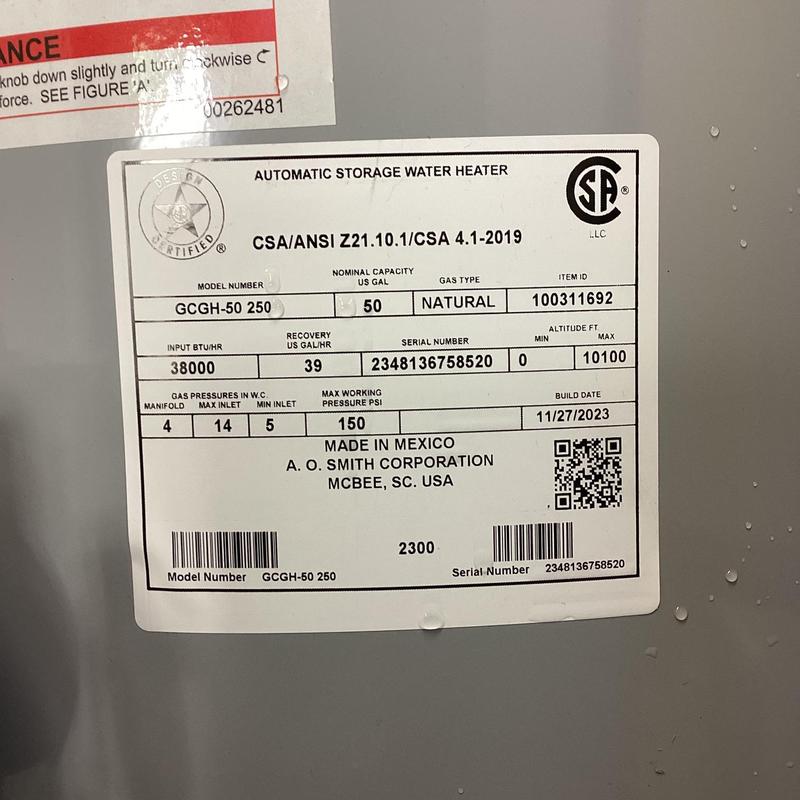 ANCE
knob down slightly and turn clockwise
force. SEE FIGURE 'A'.
00262481
DESIGN
CERTIFIED ®
AUTOMATIC STORAGE WATER HEATER
SA ®
LLC
CSA/ANSI Z21.10.1/CSA 4.1-2019
MODEL NUMBER NOMINAL CAPACITY US GAL GAS TYPE ITEM ID
GCGH-50 250 50 NATURAL 100311692
INPUT BTU/HR RECOVERY US GAL/HR SERIAL NUMBER ALTITUDE FT. MIN MAX
38000 39 2348136758520 0 10100
GAS PRESSURES IN W.C. MAX WORKING PRESSURE PSI BUILD DATE
MANIFOLD MAX INLET MIN INLET
4 14 5 150 11/27/2023
MADE IN MEXICO
A. O. SMITH CORPORATION
MCBEE, SC. USA
2300
Model Number GCGH-50 250 Serial Number 2348136758520